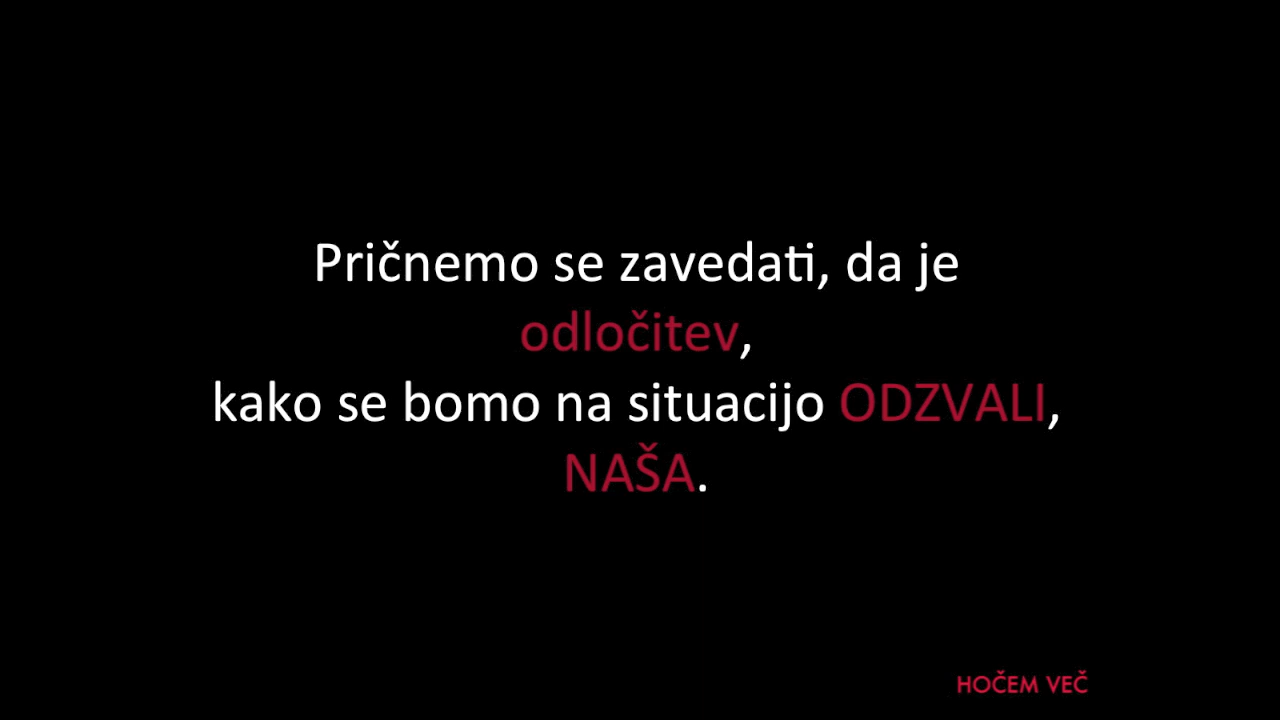 Pričnemo se zavedati, da je
odločitev,
kako se bomo na situacijo ODZVALI,
NAŠA.
HOČEM VEČ